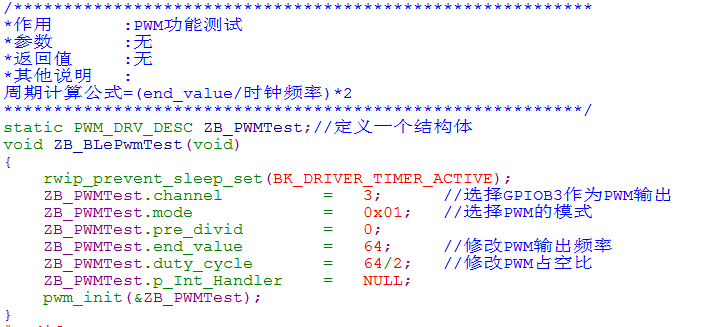 /***********************************************************
*作用       :PWM功能测试
*参数       :无
*返回值     :无
*其他说明   :
周期计算公式=(end_value/时钟频率)*2
***********************************************************/
static PWM_DRV_DESC ZB_PWMTest;//定义一个结构体
void ZB_BLePwmTest(void)
{
    rwip_prevent_sleep_set(BK_DRIVER_TIMER_ACTIVE);
    ZB_PWMTest.channel          =   3;      //选择GPIOB3作为PWM输出
    ZB_PWMTest.mode             =   0x01;   //选择PWM的模式
    ZB_PWMTest.pre_divid        =   0;
    ZB_PWMTest.end_value        =   64;     //修改PWM输出频率
    ZB_PWMTest.duty_cycle       =   64/2;   //修改PWM占空比
    ZB_PWMTest.p_Int_Handler    =   NULL;
    pwm_init(&ZB_PWMTest);
}